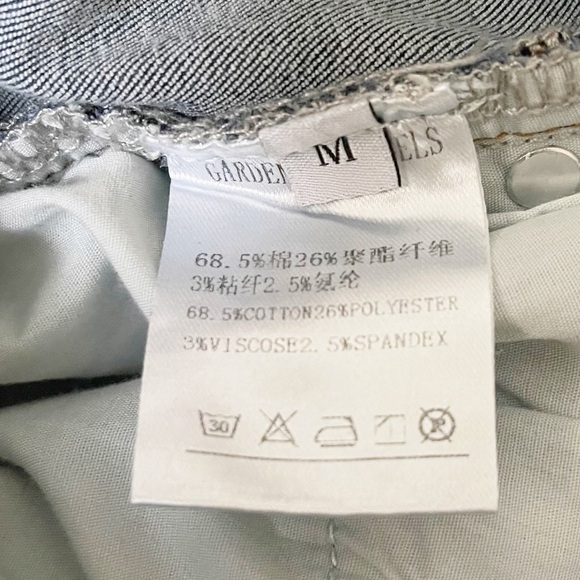 M
GARDEN
ELS
68.5%棉26%聚酯纤维
3%粘纤2.5%氨纶
68.5%COTTON26%POLYESTER
3%VISCOSE2.5%SPANDEX
30 P